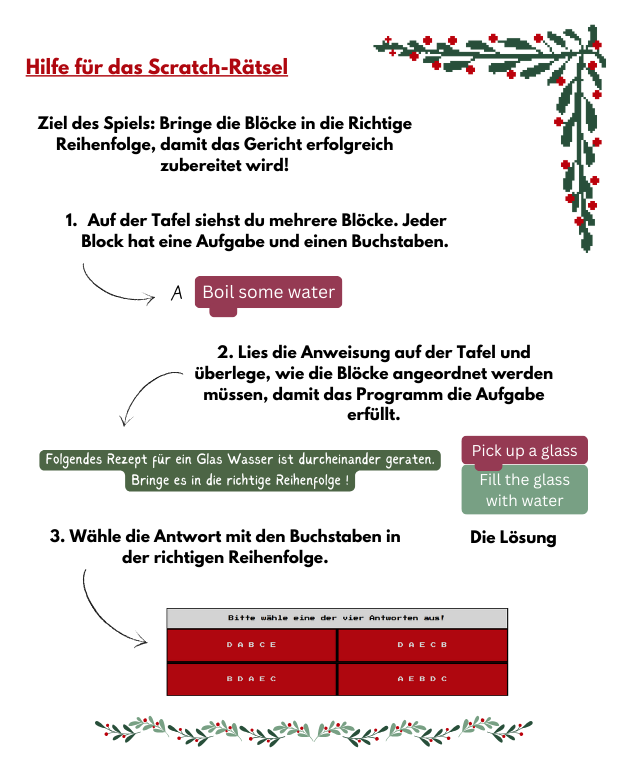 Hilfe für das Scratch-Rätsel
Ziel des Spiels: Bringe die Blöcke in die Richtige
Reihenfolge, damit das Gericht erfolgreich
zubereitet wird!
1. Auf der Tafel siehst du mehrere Blöcke. Jeder
Block hat eine Aufgabe und einen Buchstaben.
A Boil some water
2. Lies die Anweisung auf der Tafel und
überlege, wie die Blöcke angeordnet werden
müssen, damit das Programm die Aufgabe
erfüllt.
Folgendes Rezept für ein Glas Wasser ist durcheinander geraten.
Bringe es in die richtige Reihenfolge !
Pick up a glass
Fill the glass
with water
Die Lösung
3. Wähle die Antwort mit den Buchstaben in
der richtigen Reihenfolge.
Bitte wähle eine der vier Antworten aus!
D A B C E
D A E C B
B D A E C
A E B D C